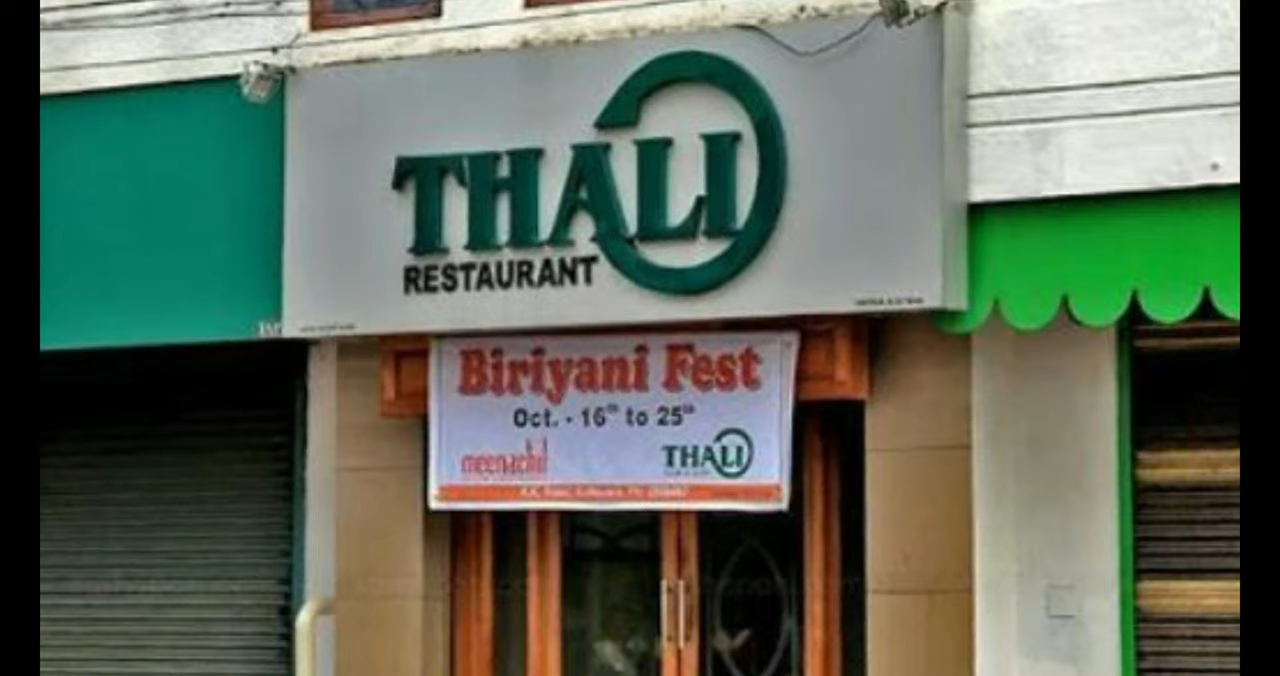 THALI
RESTAURANT
Biriyani Fest
Oct. - 16th to 25th
meenachil
THALI